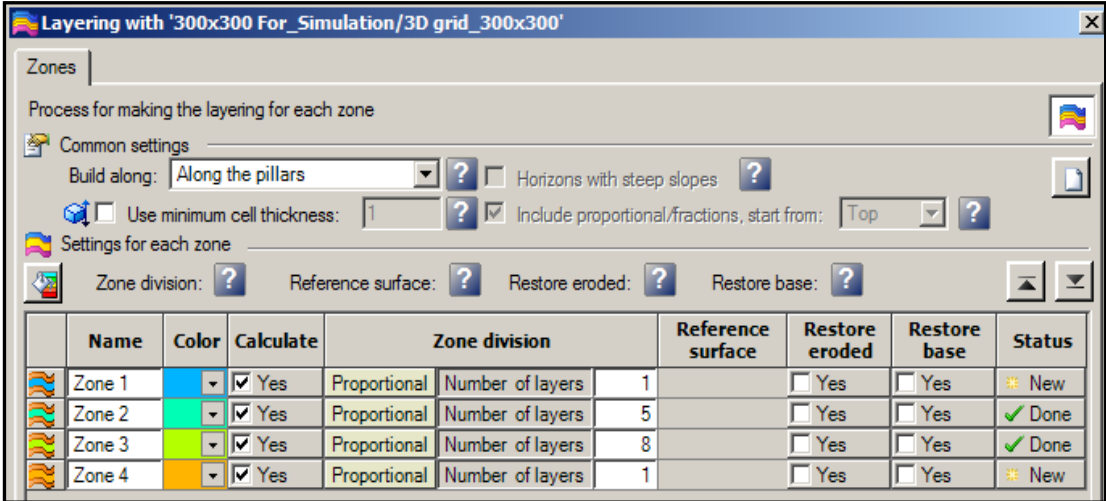 Layering with '300x300 For_Simulation/3D grid_300x300'
Zones
Process for making the layering for each zone
Common settings
Build along: Along the pillars ? Horizons with steep slopes ?
Use minimum cell thickness: 1 ? Include proportional/fractions, start from: Top ?
Settings for each zone
Zone division: ? Reference surface: ? Restore eroded: ? Restore base: ?
Name Color Calculate Zone division Reference surface Restore eroded Restore base Status
Zone 1 Yes Proportional Number of layers 1 Yes Yes New
Zone 2 Yes Proportional Number of layers 5 Yes Yes Done
Zone 3 Yes Proportional Number of layers 8 Yes Yes Done
Zone 4 Yes Proportional Number of layers 1 Yes Yes New